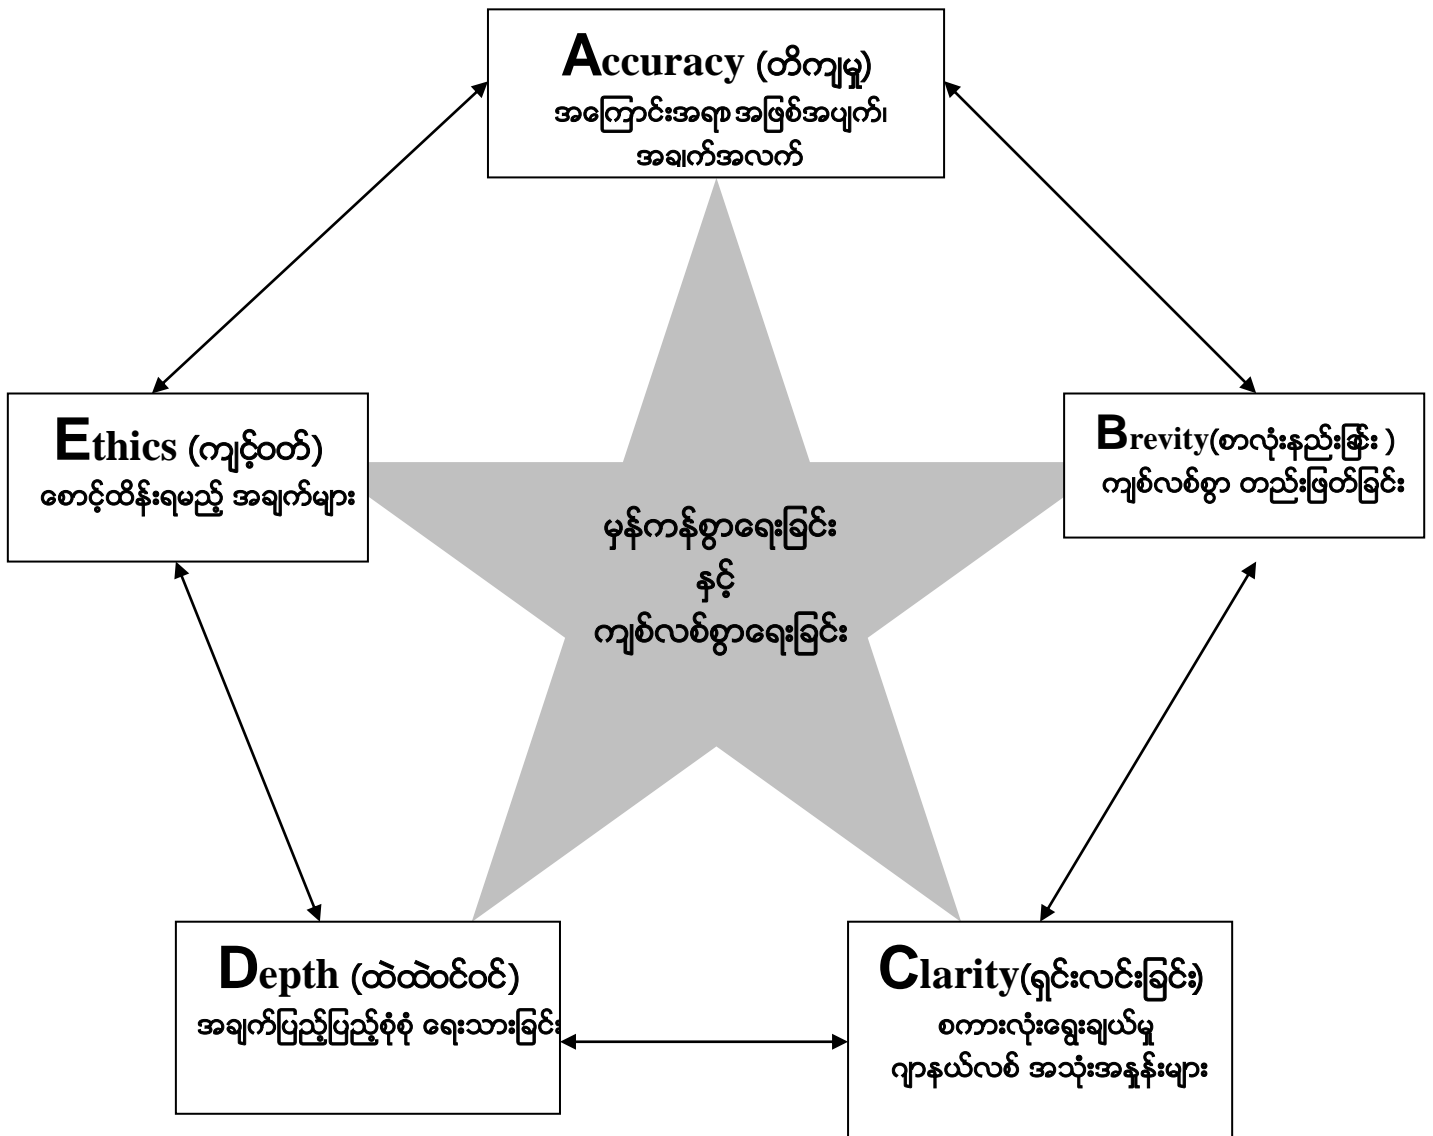 Accuracy (တိကျမှု)
အကြောင်းအရာ အဖြစ်အပျက်၊
အချက်အလက်
Ethics (ကျင့်ဝတ်)
စောင့်ထိန်းရမည့် အချက်များ
Brevity(စာလုံးနည်းခြင်း )
ကျစ်လစ်စွာ တည်းဖြတ်ခြင်း
မှန်ကန်စွာရေးခြင်း
နှင့်
ကျစ်လစ်စွာရေးခြင်း
Depth (ထဲထဲဝင်ဝင်)
အချက်ပြည့်ပြည့်စုံစုံ ရေးသားခြင်း
Clarity(ရှင်းလင်းခြင်း)
စကားလုံးရွေးချယ်မှု
ဂျာနယ်လစ် အသုံးအနှုန်းများ